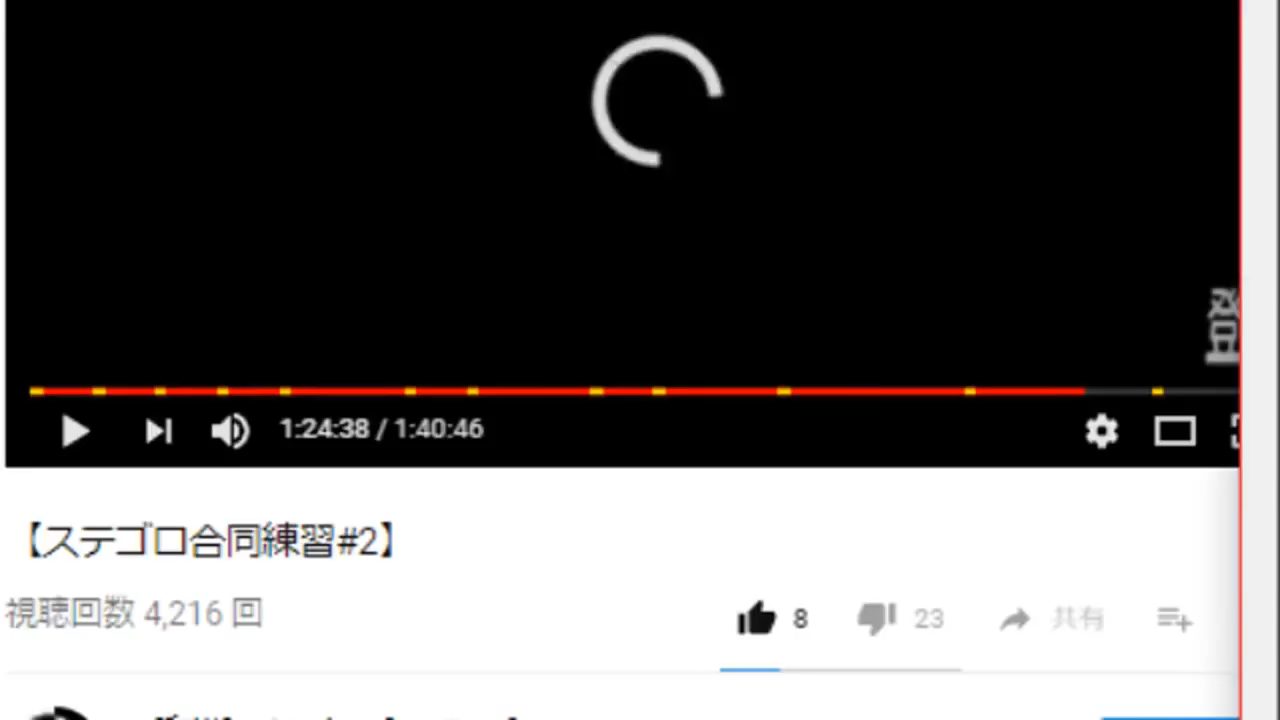 1:24:38 / 1:40:46
【ステゴロ合同練習#2】
視聴回数 4,216 回
8
23
共有